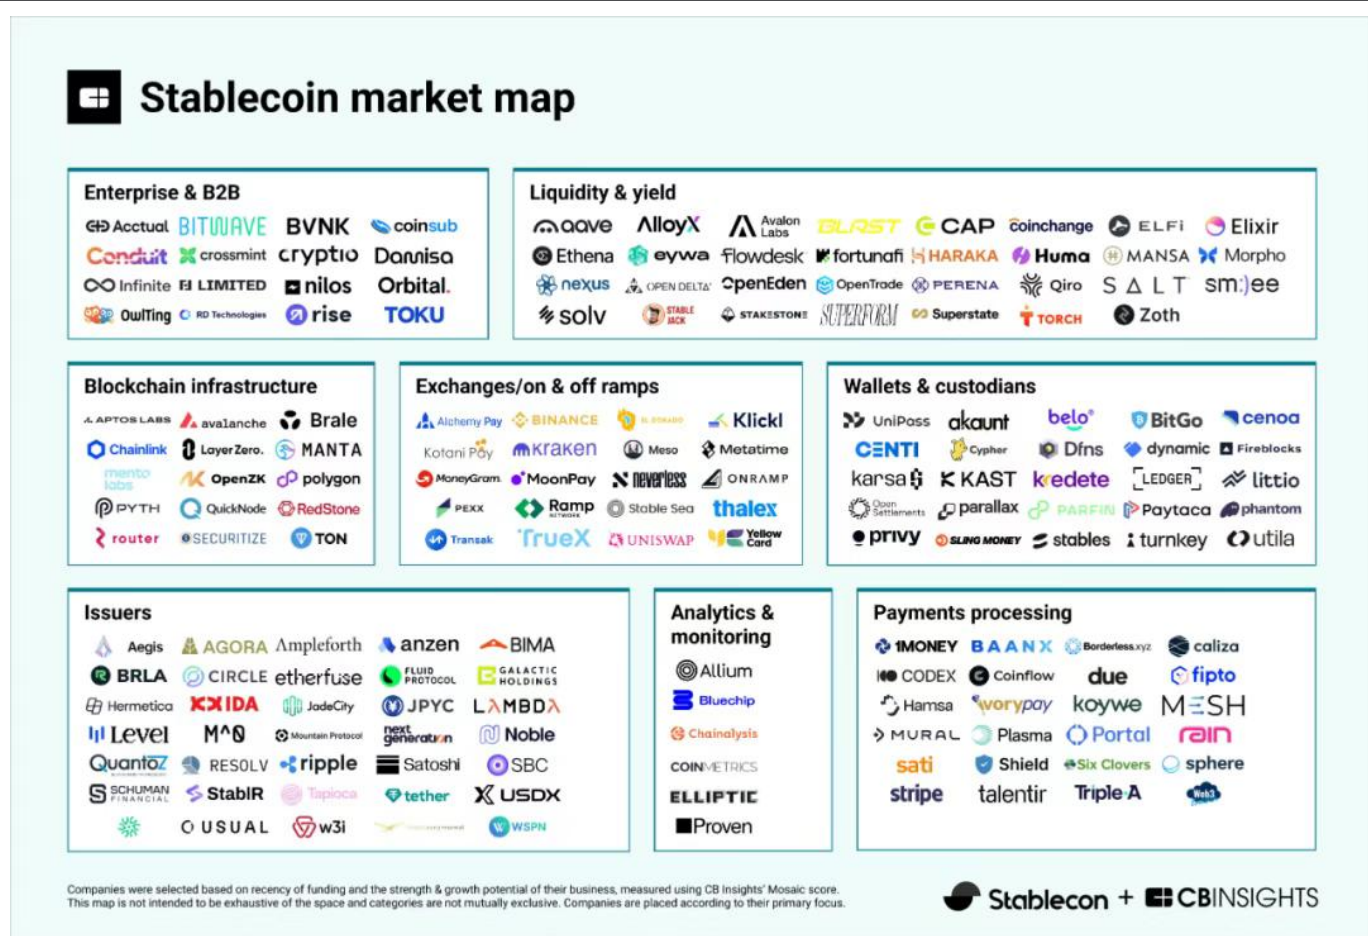 Stablecoin market map
Enterprise & B2B
Acctual BITWAVE BVNK coinsub
Conduit crossmint cryptio Damisa
Infinite LIMITED nilos Orbital.
OwlTing RD Technologies rise TOKU
Liquidity & yield
aave AlloyX Avalon Labs BLAST CAP coinchange ELFi Elixir
Ethena eywa flowdesk fortunafi HARAKA Huma MANSA Morpho
nexus OPEN DELTA OpenEden OpenTrade PERENA Qiro SALT sm:)ee
solv STABLE JACK STAKESTONE SUPERFORM Superstate TORCH Zoth
Blockchain infrastructure
APTOS LABS avalanche Brale
Chainlink LayerZero. MANTA
mento labs OpenZK polygon
PYTH QuickNode RedStone
router SECURITIZE TON
Exchanges/on & off ramps
Alchemy Pay BINANCE EL DORADO Klickl
Kotani Pay kraken Meso Metatime
MoneyGram MoonPay neverless ONRAMP
PEXX Ramp NETWORK Stable Sea thalex
Transak TrueX UNISWAP Yellow Card
Wallets & custodians
UniPass akaunt belo BitGo cenoa
CENTI Cypher Dfns dynamic Fireblocks
karsa KAST kredete LEDGER littio
Open Settlements parallax PARFIN Paytaca phantom
privy SLING MONEY stables turnkey utila
Issuers
Aegis AGORA Ampleforth anzen BIMA
BRLA CIRCLE etherfuse FLUID PROTOCOL GALACTIC HOLDINGS
Hermetica IDA JadeCity JPYC LAMBDA
Level M^0 Mountain Protocol next generation Noble
Quantoz RESOLV ripple Satoshi SBC
SCHUMAN FINANCIAL StablR Tapioca tether USDX
USUAL w3i WSPN
Analytics &
monitoring
Allium
Bluechip
Chainalysis
COINMETRICS
ELLIPTIC
Proven
Payments processing
1MONEY BAANX Borderless.xyz caliza
CODEX Coinflow due fipto
Hamsa ivorypay koywe MESH
MURAL Plasma Portal rain
sati Shield Six Clovers sphere
stripe talentir Triple-A Web3
Companies were selected based on recency of funding and the strength & growth potential of their business, measured using CB Insights' Mosaic score.
This map is not intended to be exhaustive of the space and categories are not mutually exclusive. Companies are placed according to their primary focus.
Stablecon + CBINSIGHTS